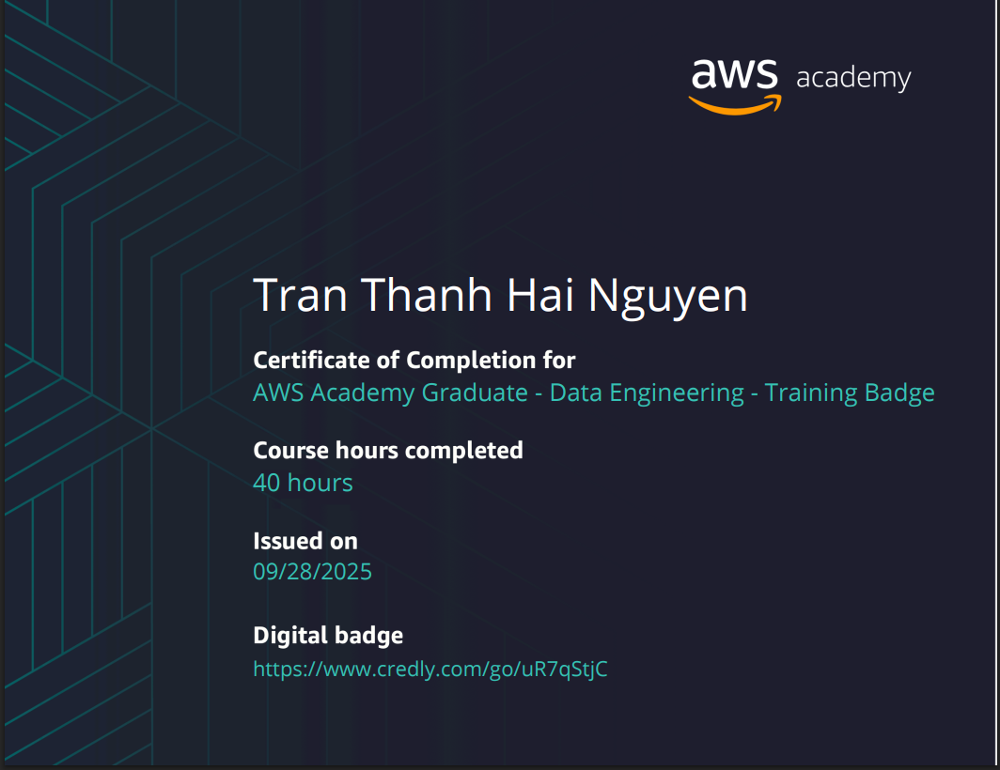 aws academy
Tran Thanh Hai Nguyen
Certificate of Completion for
AWS Academy Graduate - Data Engineering - Training Badge
Course hours completed
40 hours
Issued on
09/28/2025
Digital badge
https://www.credly.com/go/uR7qStjC